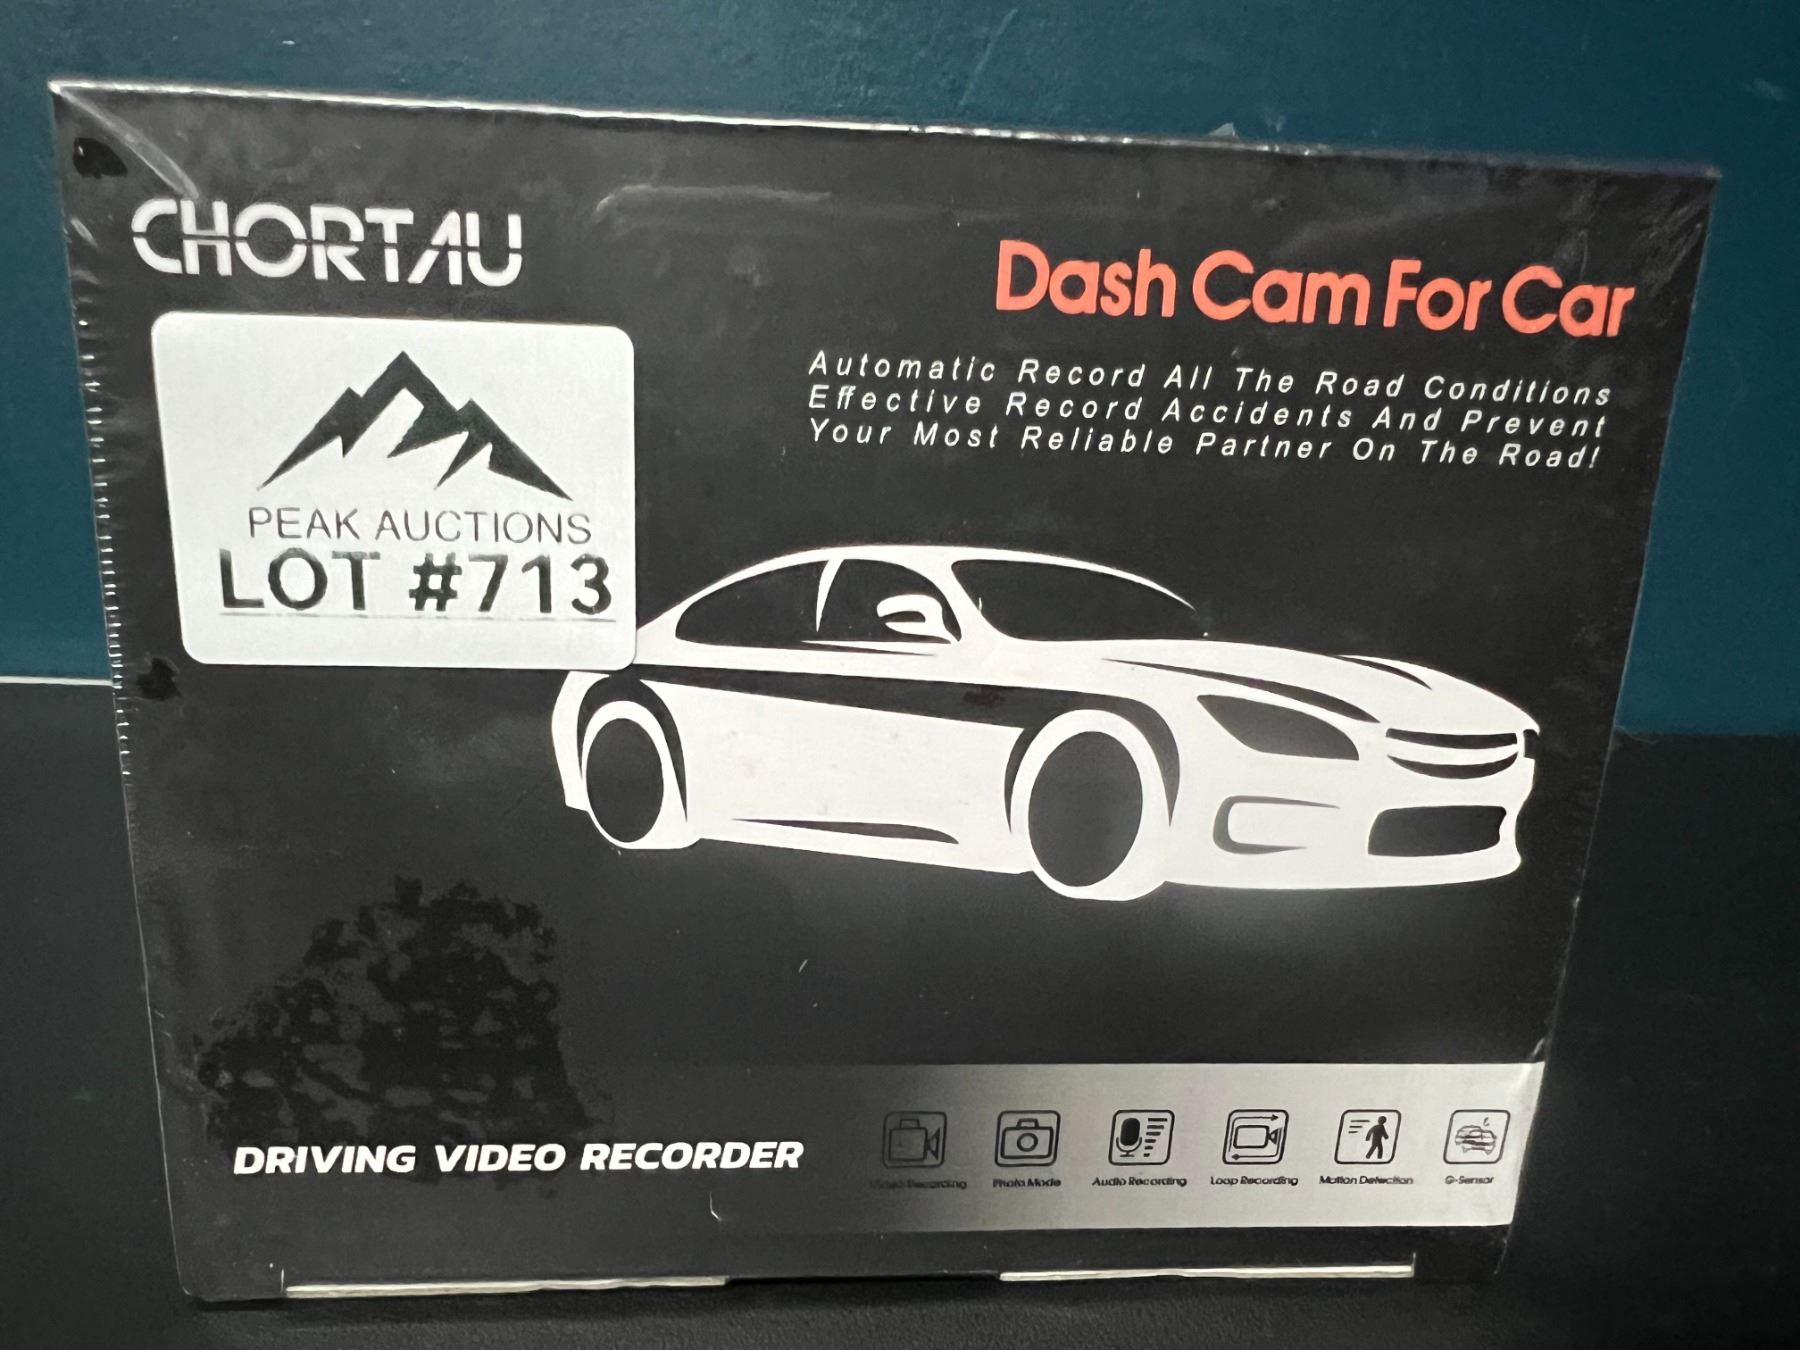 CHORTAU
Dash Cam For Car
Automatic Record All The Road Conditions
Effective Record Accidents And Prevent
Your Most Reliable Partner On The Road!
PEAK AUCTIONS
LOT #713
DRIVING VIDEO RECORDER
Video Recording
Photo Mode
Audio Recording
Loop Recording
Motion Detection
G-Sensor